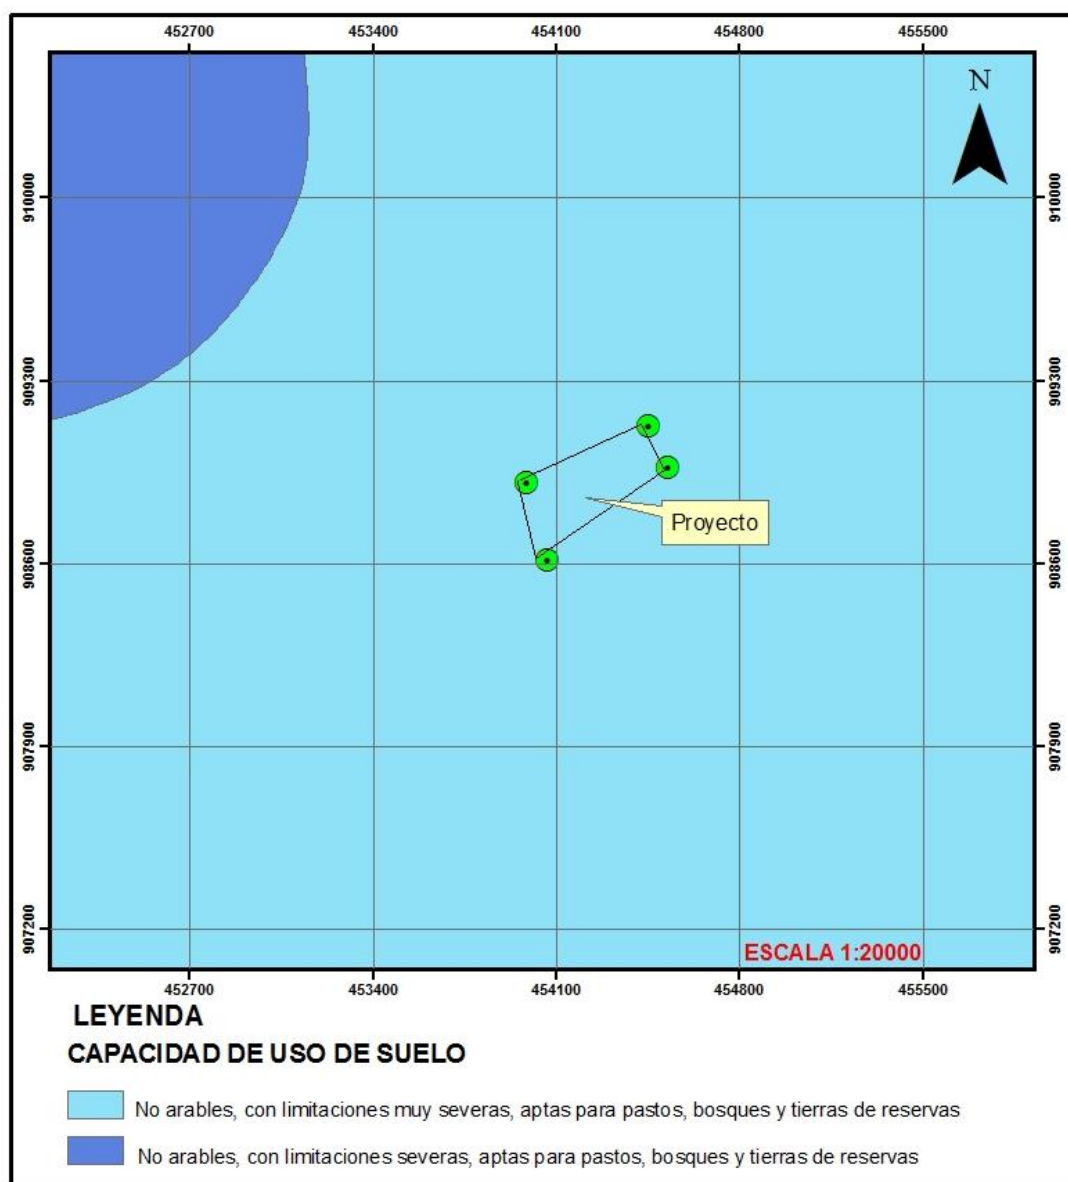 452700 453400 454100 454800 455500
N
910000 910000
909300 909300
Proyecto
908600 908600
907900 907900
907200 907200
ESCALA 1:20000
452700 453400 454100 454800 455500
LEYENDA
CAPACIDAD DE USO DE SUELO
No arables, con limitaciones muy severas, aptas para pastos, bosques y tierras de reservas
No arables, con limitaciones severas, aptas para pastos, bosques y tierras de reservas